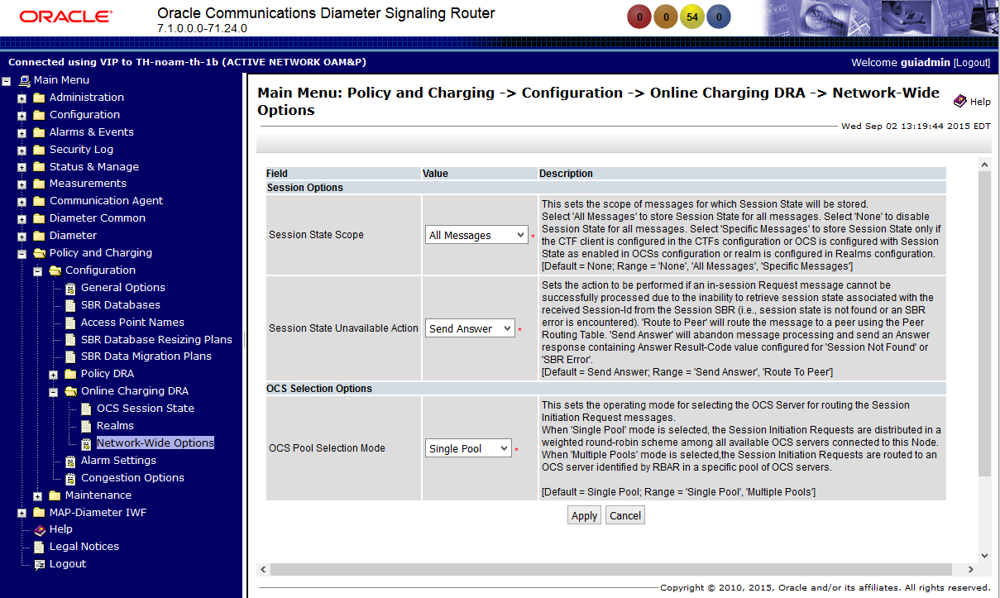 ORACLE®
Oracle Communications Diameter Signaling Router
7.1.0.0.0-71.24.0
0 0 54 0
Connected using VIP to TH-noam-th-1b (ACTIVE NETWORK OAM&P)
Welcome guiadmin [Logout]
Main Menu
Administration
Configuration
Alarms & Events
Security Log
Status & Manage
Measurements
Communication Agent
Diameter Common
Diameter
Policy and Charging
Configuration
General Options
SBR Databases
Access Point Names
SBR Database Resizing Plans
SBR Data Migration Plans
Policy DRA
Online Charging DRA
OCS Session State
Realms
Network-Wide Options
Alarm Settings
Congestion Options
Maintenance
MAP-Diameter IWF
Help
Legal Notices
Logout
Main Menu: Policy and Charging -> Configuration -> Online Charging DRA -> Network-Wide
Options
Help
Wed Sep 02 13:19:44 2015 EDT
Field Value Description
Session Options
Session State Scope
All Messages *
This sets the scope of messages for which Session State will be stored.
Select 'All Messages' to store Session State for all messages. Select 'None' to disable
Session State for all messages. Select 'Specific Messages' to store Session State only if
the CTF client is configured in the CTFs configuration or OCS is configured with Session
State as enabled in OCSs configuration or realm is configured in Realms configuration.
[Default = None; Range = 'None', 'All Messages', 'Specific Messages']
Session State Unavailable Action
Send Answer *
Sets the action to be performed if an in-session Request message cannot be
successfully processed due to the inability to retrieve session state associated with the
received Session-Id from the Session SBR (i.e., session state is not found or an SBR
error is encountered). 'Route to Peer' will route the message to a peer using the Peer
Routing Table. 'Send Answer' will abandon message processing and send an Answer
response containing Answer Result-Code value configured for 'Session Not Found' or
'SBR Error'.
[Default = Send Answer; Range = 'Send Answer', 'Route To Peer']
OCS Selection Options
OCS Pool Selection Mode
Single Pool *
This sets the operating mode for selecting the OCS Server for routing the Session
Initiation Request messages.
When 'Single Pool' mode is selected, the Session Initiation Requests are distributed in a
weighted round-robin scheme among all available OCS servers connected to this Node.
When 'Multiple Pools' mode is selected,the Session Initiation Requests are routed to an
OCS server identified by RBAR in a specific pool of OCS servers.
[Default = Single Pool; Range = 'Single Pool', 'Multiple Pools']
Apply Cancel
Copyright © 2010, 2015, Oracle and/or its affiliates. All rights reserved.